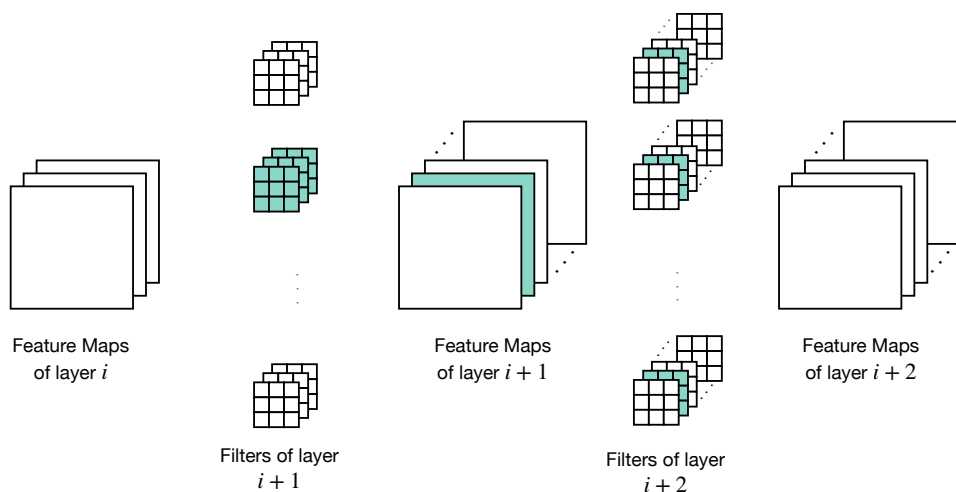 Feature Maps
of layer i
Filters of layer
i + 1
Feature Maps
of layer i + 1
Filters of layer
i + 2
Feature Maps
of layer i + 2